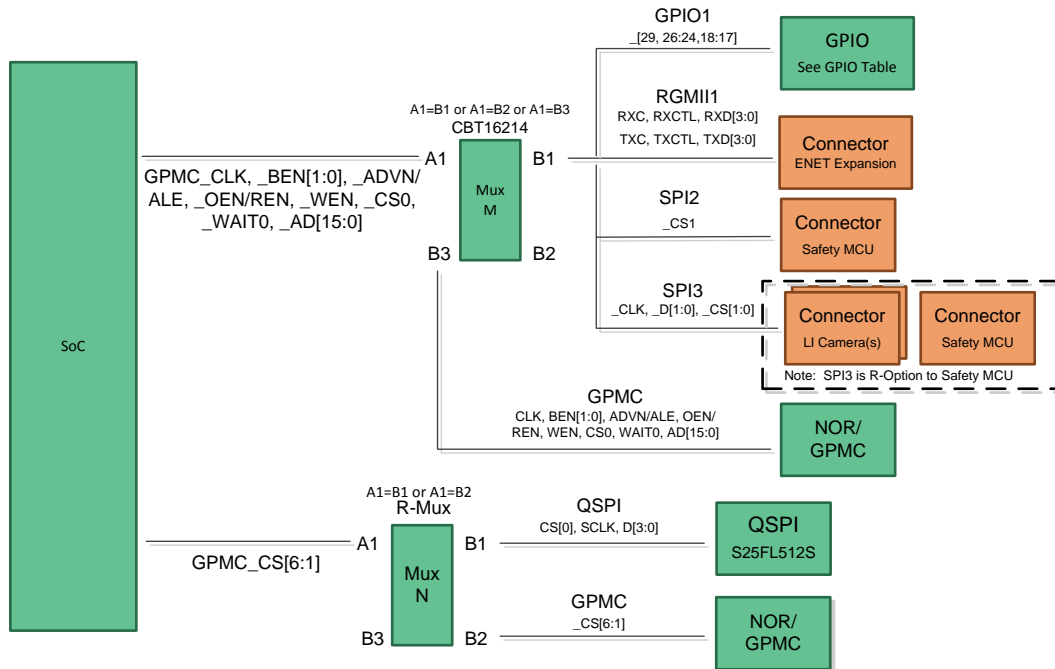 SoC
GPMC_CLK, _BEN[1:0], _ADVN/
ALE, _OEN/REN, _WEN, _CS0,
_WAIT0, _AD[15:0]
A1=B1 or A1=B2 or A1=B3
CBT16214
A1
B1
Mux
M
B3
B2
GPIO1
_[29, 26:24,18:17]
GPIO
See GPIO Table
RGMII1
RXC, RXCTL, RXD[3:0]
TXC, TXCTL, TXD[3:0]
Connector
ENET Expansion
SPI2
_CS1
Connector
Safety MCU
SPI3
_CLK, _D[1:0], _CS[1:0]
Connector
LI Camera(s)
Connector
Safety MCU
Note: SPI3 is R-Option to Safety MCU
GPMC
CLK, BEN[1:0], ADVN/ALE, OEN/
REN, WEN, CS0, WAIT0, AD[15:0]
NOR/
GPMC
GPMC_CS[6:1]
A1=B1 or A1=B2
R-Mux
A1
B1
Mux
N
B3
B2
QSPI
CS[0], SCLK, D[3:0]
QSPI
S25FL512S
GPMC
_CS[6:1]
NOR/
GPMC